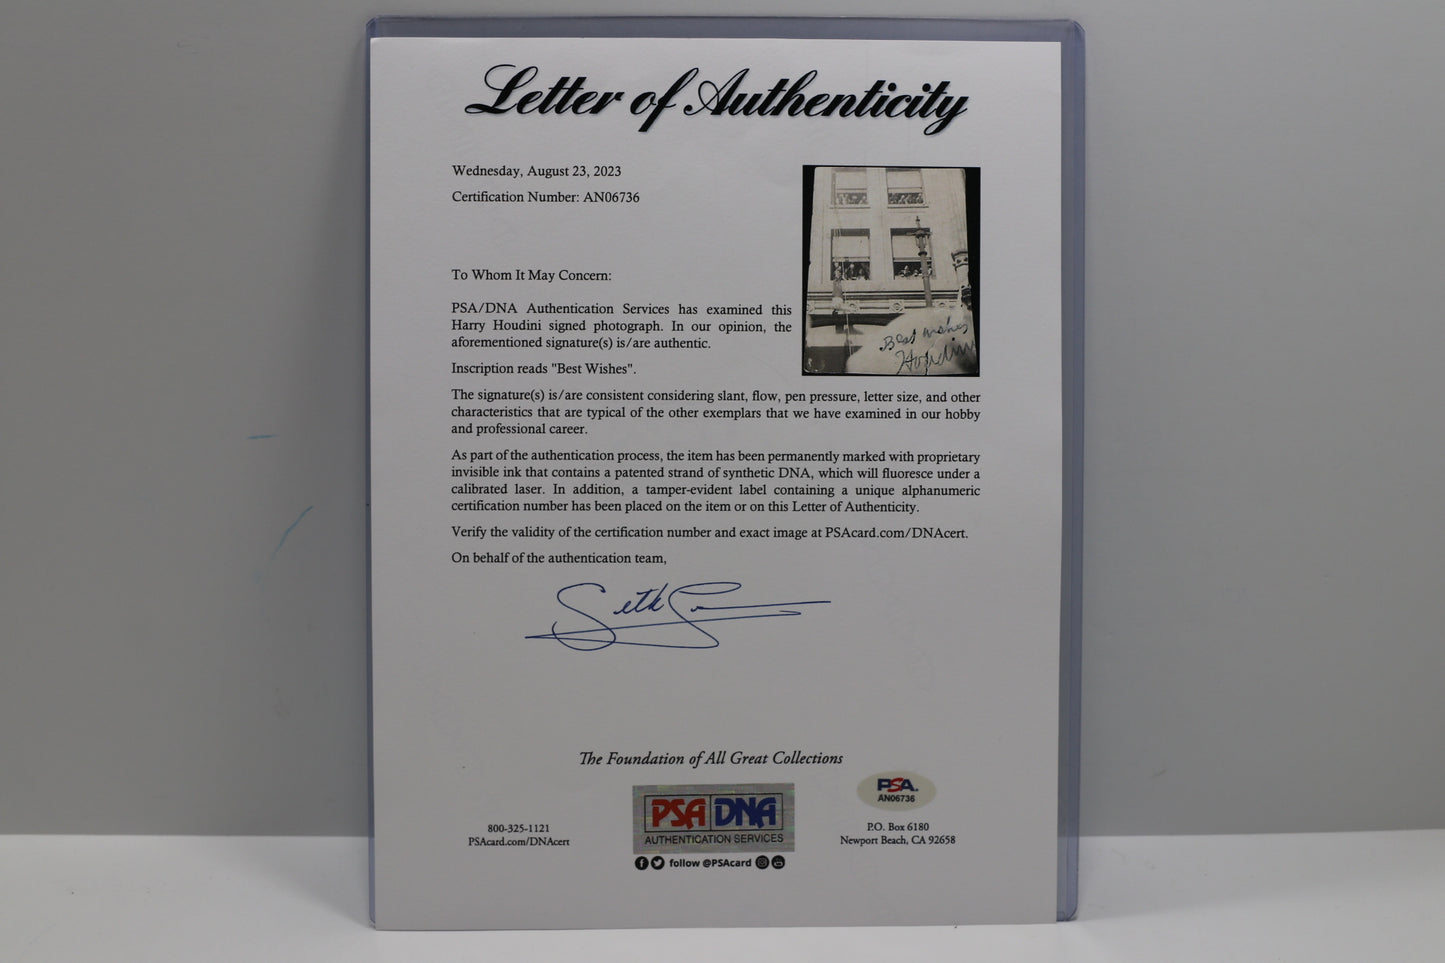 Letter of Authenticity
Wednesday, August 23, 2023
Certification Number: AN06736
To Whom It May Concern:
PSA/DNA Authentication Services has examined this
Harry Houdini signed photograph. In our opinion, the
aforementioned signature(s) is/are authentic.
Inscription reads "Best Wishes".
Best wishes
Houdini
The signature(s) is/are consistent considering slant, flow, pen pressure, letter size, and other
characteristics that are typical of the other exemplars that we have examined in our hobby
and professional career.
As part of the authentication process, the item has been permanently marked with proprietary
invisible ink that contains a patented strand of synthetic DNA, which will fluoresce under a
calibrated laser. In addition, a tamper-evident label containing a unique alphanumeric
certification number has been placed on the item or on this Letter of Authenticity.
Verify the validity of the certification number and exact image at PSAcard.com/DNAcert.
On behalf of the authentication team,
The Foundation of All Great Collections
800-325-1121
PSAcard.com/DNAcert
PSA DNA
AUTHENTICATION SERVICES
follow @PSAcard
PSA
AN06736
P.O. Box 6180
Newport Beach, CA 92658